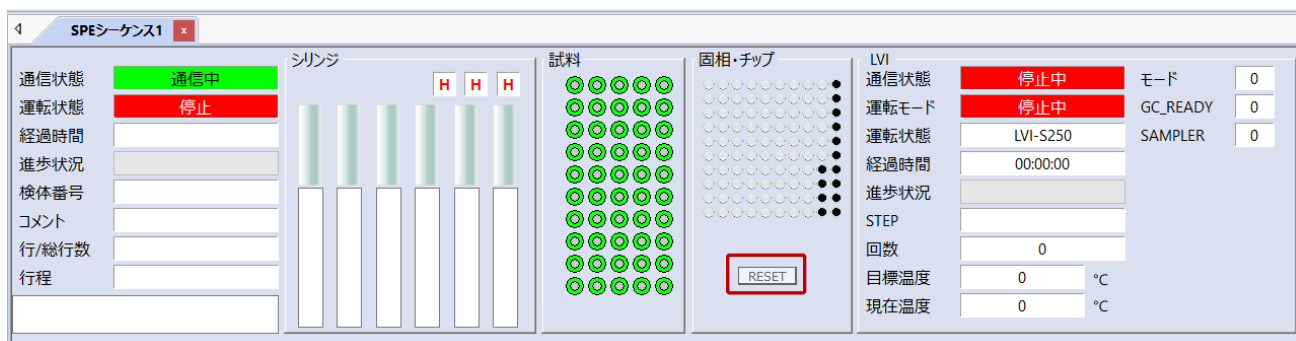 SPEシーケンス1 x
通信状態 通信中
運転状態 停止
経過時間
進歩状況
検体番号
コメント
行/総行数
行程
シリンジ
H H H
試料
固相・チップ
RESET
LVI
通信状態 停止中
運転モード 停止中
運転状態 LVI-S250
経過時間 00:00:00
進歩状況
STEP
回数 0
目標温度 0 ℃
現在温度 0 ℃
モード 0
GC_READY 0
SAMPLER 0